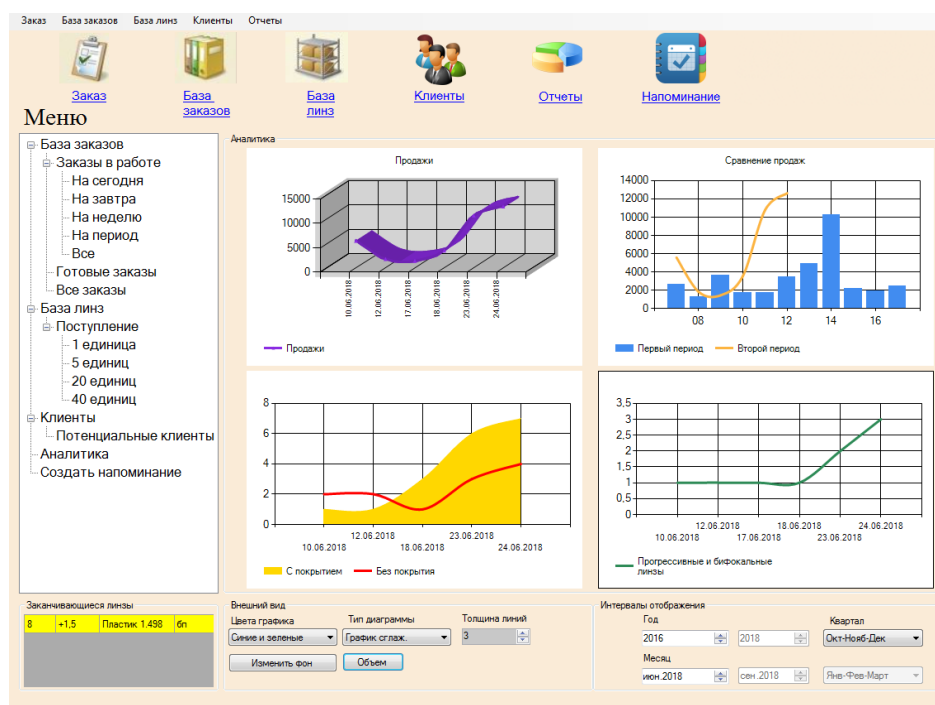 Заказ База заказов База линз Клиенты Отчеты
Заказ База База Клиенты Отчеты Напоминание
заказов линз
Меню
База заказов
Заказы в работе
На сегодня
На завтра
На неделю
На период
Все
Готовые заказы
Все заказы
База линз
Поступление
1 единица
5 единиц
20 единиц
40 единиц
Клиенты
Потенциальные клиенты
Аналитика
Создать напоминание
Аналитика
Продажи
15000
10000
5000
0
10.06.2018 12.06.2018 17.06.2018 18.06.2018 23.06.2018 24.06.2018
Продажи
Сравнение продаж
14000
12000
10000
8000
6000
4000
2000
0
08 10 12 14 16
Первый период Второй период
8
6
4
2
0
12.06.2018 23.06.2018
10.06.2018 18.06.2018 24.06.2018
С покрытием Без покрытия
3,5
3
2,5
2
1,5
1
0,5
0
12.06.2018 18.06.2018 24.06.2018
10.06.2018 17.06.2018 23.06.2018
Прогрессивные и бифокальные
линзы
Заканчивающиеся линзы
8 +1,5 Пластик 1.498 бп
Внешний вид
Цвета графика Тип диаграммы Толщина линий
Синие и зеленые График сглаж. 3
Изменить фон Объем
Интервалы отображения
Год Квартал
2016 2018 Окт-Нояб-Дек
Месяц
июн.2018 сен.2018 Янв-Фев-Март